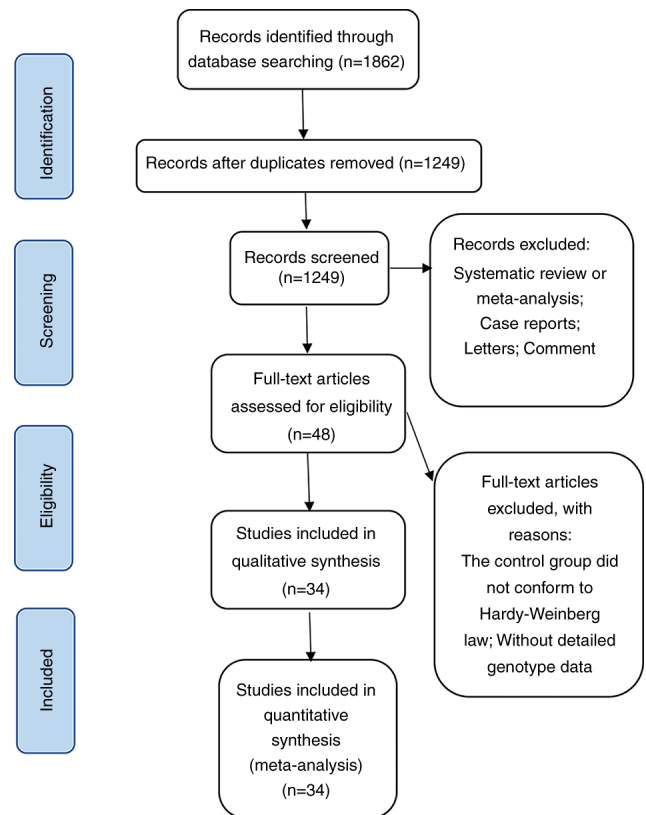 Records identified through
database searching (n=1862)
Identification
Records after duplicates removed (n=1249)
Records screened
(n=1249)
Records excluded:
Systematic review or
meta-analysis;
Case reports;
Letters; Comment
Screening
Full-text articles
assessed for eligibility
(n=48)
Full-text articles
excluded, with
reasons:
The control group did
not conform to
Hardy-Weinberg
law; Without detailed
genotype data
Eligibility
Studies included in
qualitative synthesis
(n=34)
Included
Studies included in
quantitative
synthesis
(meta-analysis)
(n=34)